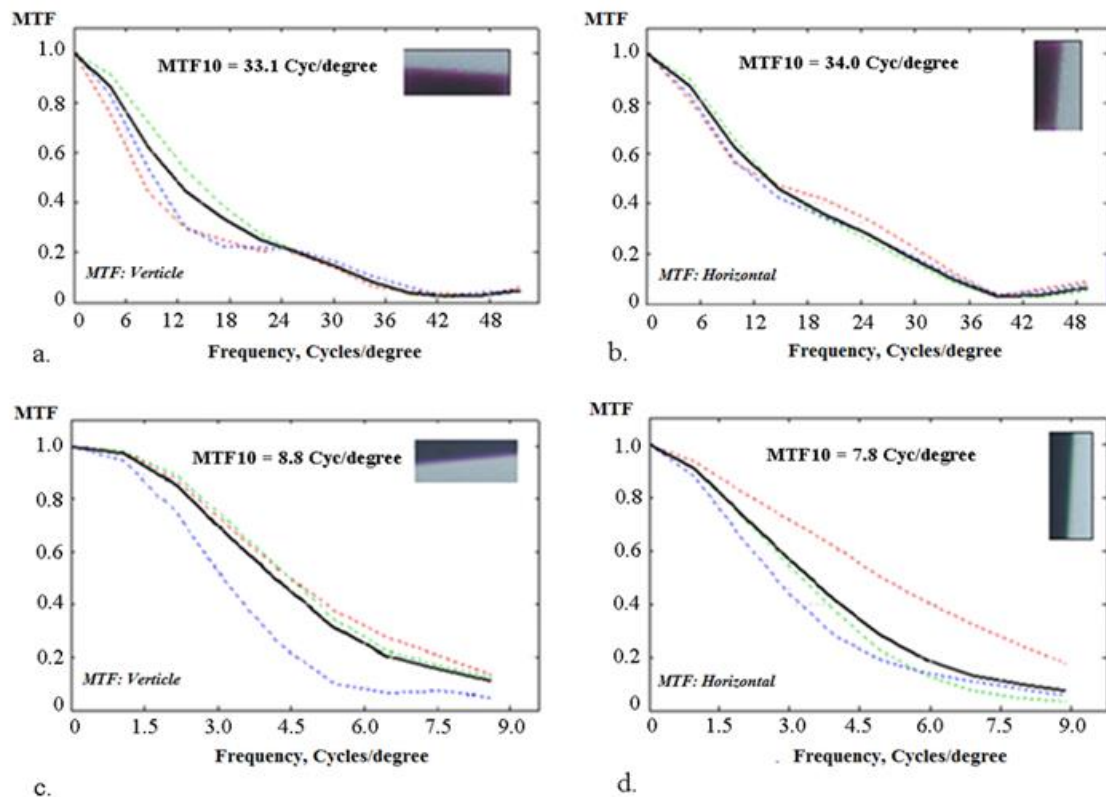 MTF
1.0
0.8
0.6
0.4
0.2
0
MTF10 = 33.1 Cyc/degree
MTF: Verticle
0 6 12 18 24 30 36 42 48
Frequency, Cycles/degree
a.
MTF
1.0
0.8
0.6
0.4
0.2
0
MTF10 = 34.0 Cyc/degree
MTF: Horizontal
0 6 12 18 24 30 36 42 48
Frequency, Cycles/degree
b.
MTF
1.0
0.8
0.6
0.4
0.2
0
MTF10 = 8.8 Cyc/degree
MTF: Verticle
0 1.5 3.0 4.5 6.0 7.5 9.0
Frequency, Cycles/degree
c.
MTF
1.0
0.8
0.6
0.4
0.2
0
MTF10 = 7.8 Cyc/degree
MTF: Horizontal
0 1.5 3.0 4.5 6.0 7.5 9.0
Frequency, Cycles/degree
d.